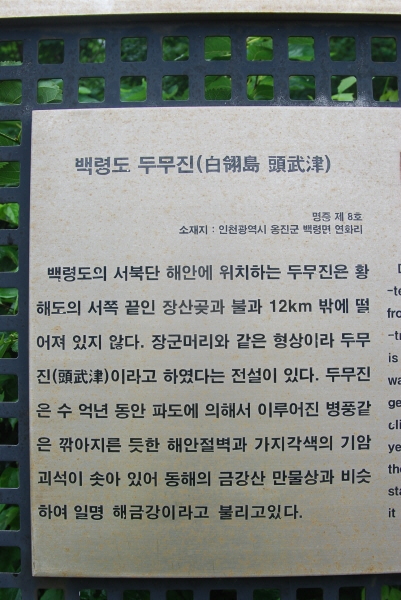 백령도 두무진(白翎島 頭武津)
명승 제 8호
소재지 : 인천광역시 옹진군 백령면 연화리
백령도의 서북단 해안에 위치하는 두무진은 황
해도의 서쪽 끝인 장산곶과 불과 12km 밖에 떨
어져 있지 않다. 장군머리와 같은 형상이라 두무
진(頭武津)이라고 하였다는 전설이 있다. 두무진
은 수 억년 동안 파도에 의해서 이루어진 병풍같
은 깎아지른 듯한 해안절벽과 가지각색의 기암
괴석이 솟아 있어 동해의 금강산 만물상과 비슷
하여 일명 해금강이라고 불리고있다.
D
-te
fro
-tr
is
wa
ge
cli
ye
the
sta
it